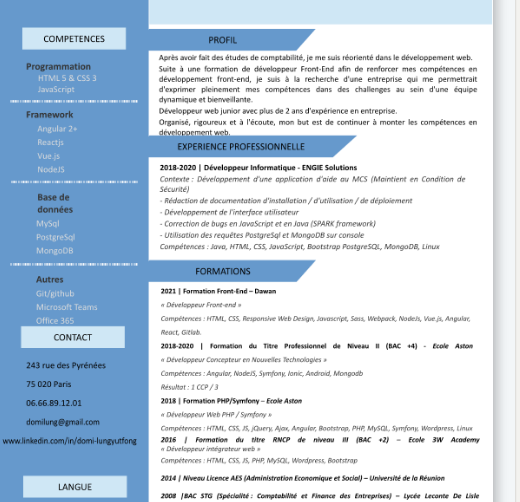 COMPETENCES
Programmation
HTML 5 & CSS 3
JavaScript
Framework
Angular 2+
Reactjs
Vue.js
NodeJS
Base de
données
MySql
PostgreSql
MongoDB
Autres
Git/github
Microsoft Teams
Office 365
CONTACT
243 rue des Pyrénées
75 020 Paris
06.66.89.12.01
domilung@gmail.com
www.linkedin.com/in/domi-lungyutfong
LANGUE
PROFIL
Après avoir fait des études de comptabilité, je me suis réorienté dans le développement web.
Suite à une formation de développeur Front-End afin de renforcer mes compétences en
développement front-end, je suis à la recherche d'une entreprise qui me permettrait
d'exprimer pleinement mes compétences dans des challenges au sein d'une équipe
dynamique et bienveillante.
Développeur web junior avec plus de 2 ans d'expérience en entreprise.
Organisé, rigoureux et à l'écoute, mon but est de continuer à monter les compétences en
développement web.
EXPERIENCE PROFESSIONNELLE
2018-2020 | Développeur Informatique - ENGIE Solutions
Contexte : Développement d'une application d'aide au MCS (Maintient en Condition de
Sécurité)
- Rédaction de documentation d'installation / d'utilisation / de déploiement
- Développement de l'interface utilisateur
- Correction de bugs en JavaScript et en Java (SPARK framework)
- Utilisation des requêtes PostgreSql et MongoDB sur console
Compétences : Java, HTML, CSS, JavaScript, Bootstrap PostgreSQL, MongoDB, Linux
FORMATIONS
2021 | Formation Front-End – Dawan
« Développeur Front-end »
Compétences : HTML, CSS, Responsive Web Design, Javascript, Sass, Webpack, NodeJs, Vue.js, Angular,
React, Gitlab.
2018-2020 | Formation du Titre Professionnel de Niveau II (BAC +4) - Ecole Aston
« Développeur Concepteur en Nouvelles Technologies »
Compétences : Angular, NodeJS, Symfony, Ionic, Android, Mongodb
Résultat : 1 CCP / 3
2018 | Formation PHP/Symfony – Ecole Aston
« Développeur Web PHP / Symfony »
Compétences : HTML, CSS, JS, jQuery, Ajax, Angular, Bootstrap, PHP, MySQL, Symfony, Wordpress, Linux
2016 | Formation du titre RNCP de niveau III (BAC +2) – Ecole 3W Academy
« Développeur intégrateur web »
Compétences : HTML, CSS, JS, PHP, MySQL, Wordpress, Bootstrap
2014 | Niveau Licence AES (Administration Economique et Social) – Université de la Réunion
2008 |BAC STG (Spécialité : Comptabilité et Finance des Entreprises) – Lycée Leconte De Lisle